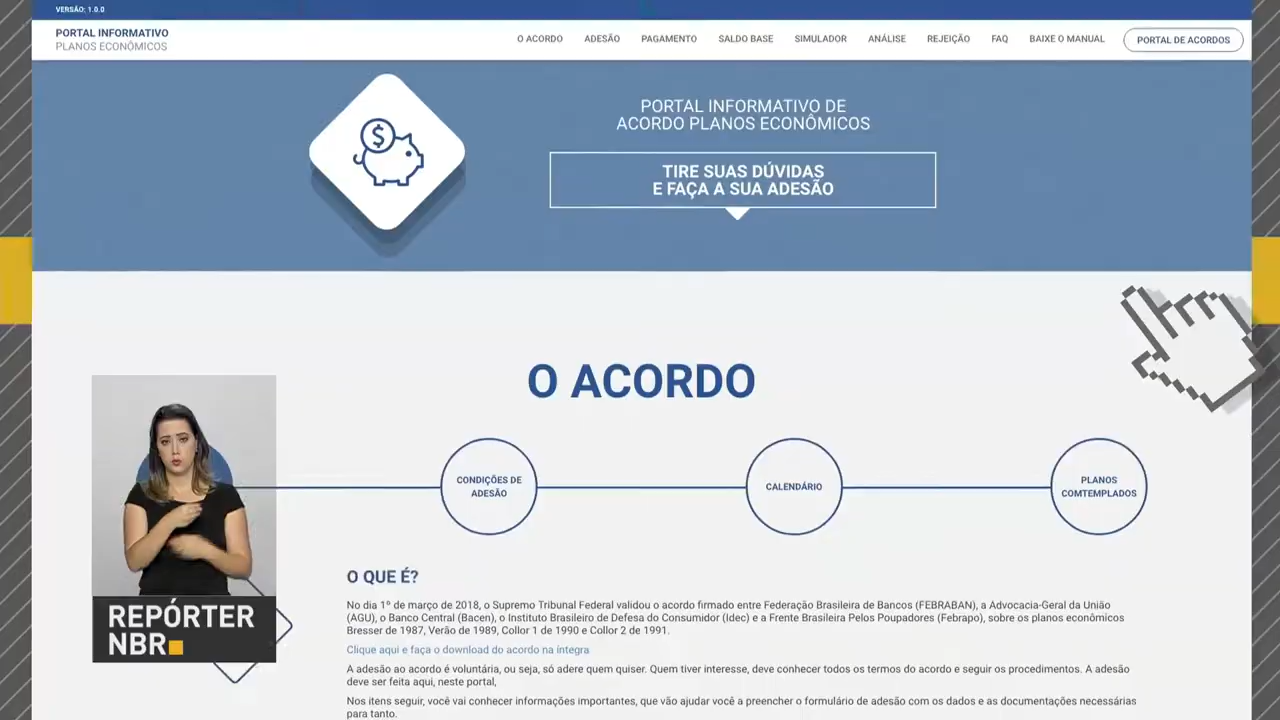 VERSÃO: 1.0.0
PORTAL INFORMATIVO
PLANOS ECONÔMICOS
O ACORDO
ADESÃO
PAGAMENTO
SALDO BASE
SIMULADOR
ANÁLISE
REJEIÇÃO
FAQ
BAIXE O MANUAL
PORTAL DE ACORDOS
PORTAL INFORMATIVO DE
ACORDO PLANOS ECONÔMICOS
TIRE SUAS DÚVIDAS
E FAÇA A SUA ADESÃO
O ACORDO
CONDIÇÕES DE
ADESÃO
CALENDÁRIO
PLANOS
COMTEMPLADOS
O QUE É?
No dia 1º de março de 2018, o Supremo Tribunal Federal validou o acordo firmado entre Federação Brasileira de Bancos (FEBRABAN), a Advocacia-Geral da União
(AGU), o Banco Central (Bacen), o Instituto Brasileiro de Defesa do Consumidor (Idec) e a Frente Brasileira Pelos Poupadores (Febrapo), sobre os planos econômicos
Bresser de 1987, Verão de 1989, Collor 1 de 1990 e Collor 2 de 1991.
Clique aqui e faça o download do acordo na íntegra
A adesão ao acordo é voluntária, ou seja, só adere quem quiser. Quem tiver interesse, deve conhecer todos os termos do acordo e seguir os procedimentos. A adesão
deve ser feita aqui, neste portal,
Nos itens seguir, você vai conhecer informações importantes, que vão ajudar você a preencher o formulário de adesão com os dados e as documentações necessárias
para tanto.
REPÓRTER
NBR